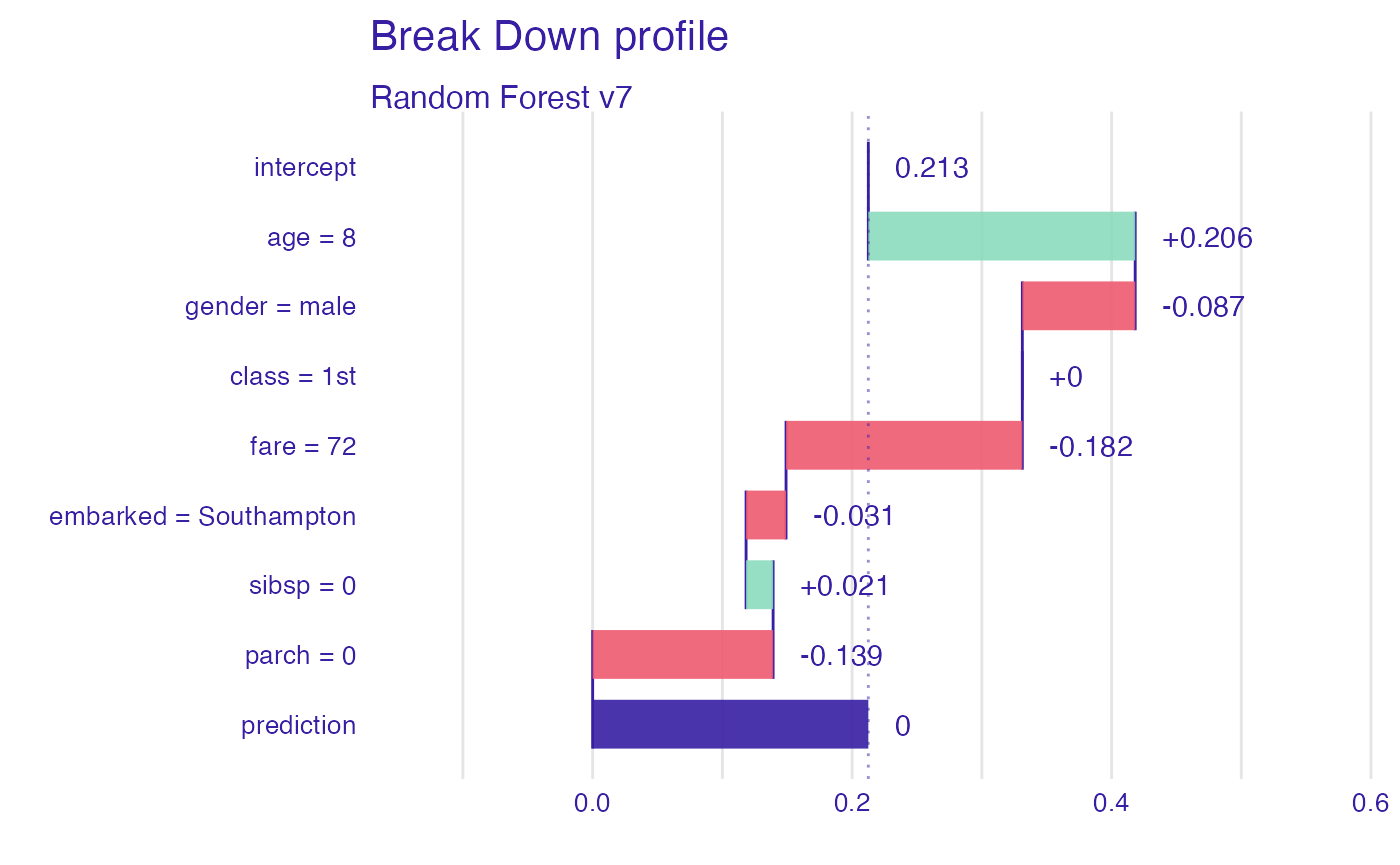 Break Down profile
Random Forest v7
intercept 0.213
age = 8 +0.206
gender = male -0.087
class = 1st +0
fare = 72 -0.182
embarked = Southampton -0.031
sibsp = 0 +0.021
parch = 0 -0.139
prediction 0
0.0 0.2 0.4 0.6